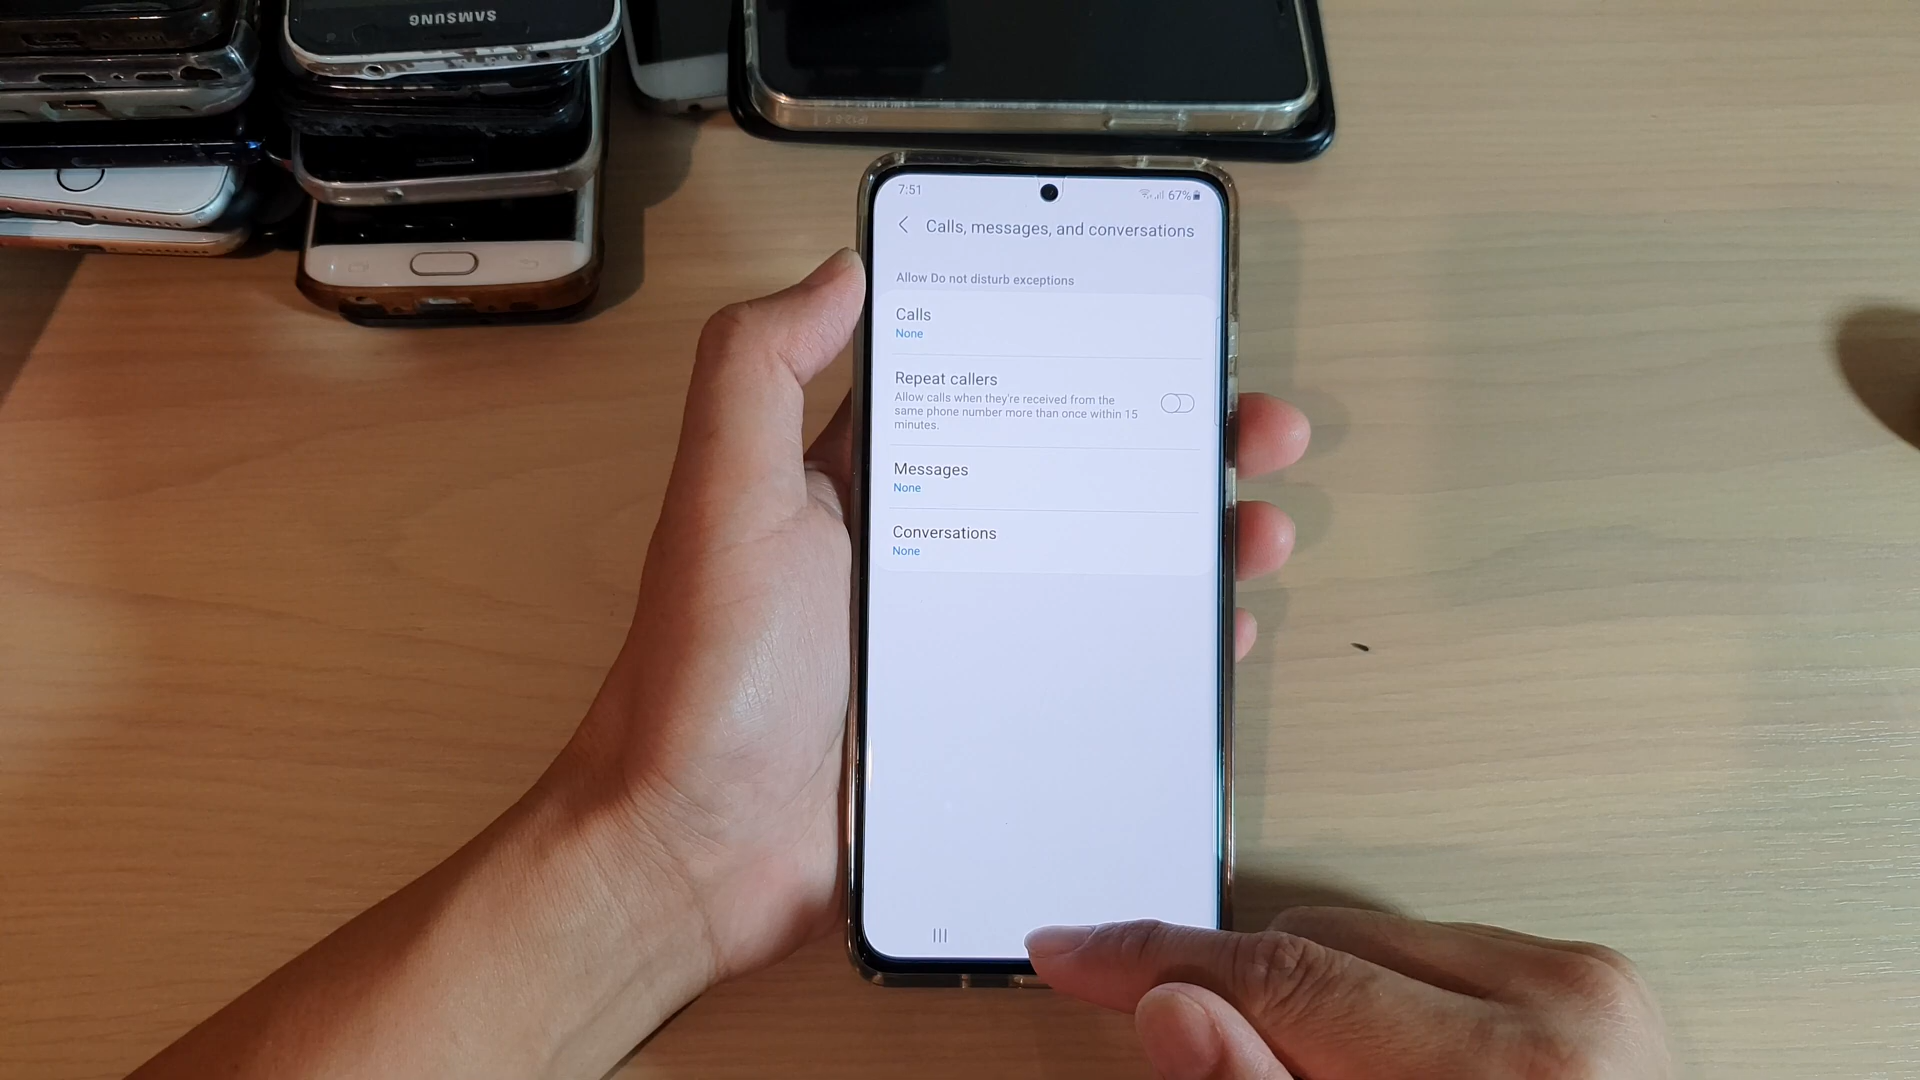 SAMSUNG
7:51
67%
Calls, messages, and conversations
Allow Do not disturb exceptions
Calls
None
Repeat callers
Allow calls when they're received from the
same phone number more than once within 15
minutes.
Messages
None
Conversations
None